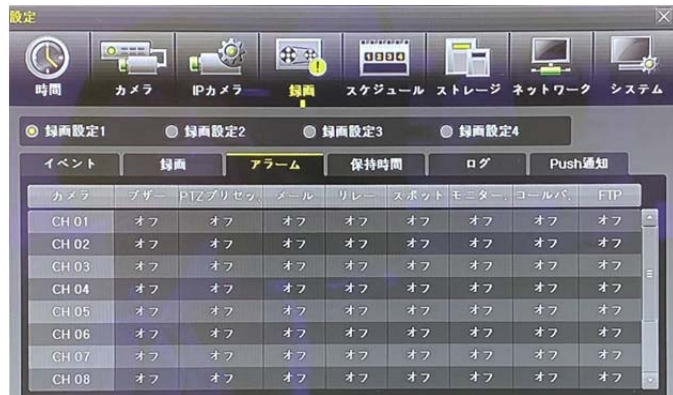 設定
時間 カメラ IPカメラ 録画 スケジュール ストレージ ネットワーク システム
録画設定1 録画設定2 録画設定3 録画設定4
イベント 録画 アラーム 保持時間 ログ Push通知
カメラ ブザー PTZプリセッ. メール リレー スポット モニター. コールバ. FTP
CH 01 オフ オフ オフ オフ オフ オフ オフ オフ
CH 02 オフ オフ オフ オフ オフ オフ オフ オフ
CH 03 オフ オフ オフ オフ オフ オフ オフ オフ
CH 04 オフ オフ オフ オフ オフ オフ オフ オフ
CH 05 オフ オフ オフ オフ オフ オフ オフ オフ
CH 06 オフ オフ オフ オフ オフ オフ オフ オフ
CH 07 オフ オフ オフ オフ オフ オフ オフ オフ
CH 08 オフ オフ オフ オフ オフ オフ オフ オフ